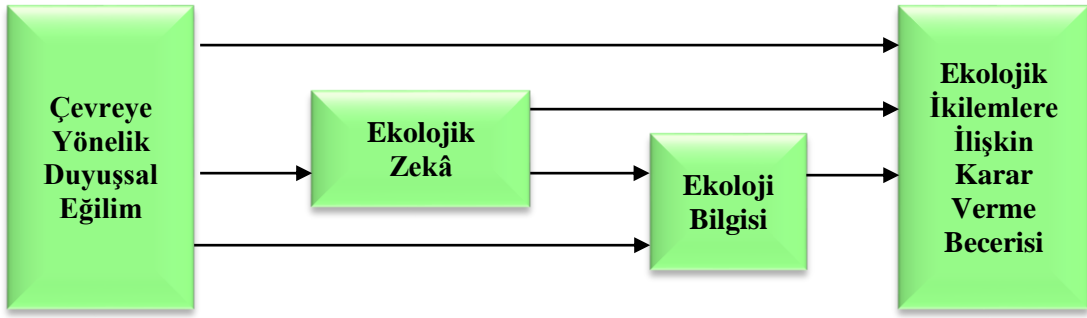 Çevreye
Yönelik
Duyuşsal
Eğilim
Ekolojik
Zekâ
Ekoloji
Bilgisi
Ekolojik
İkilemlere
İlişkin
Karar
Verme
Becerisi